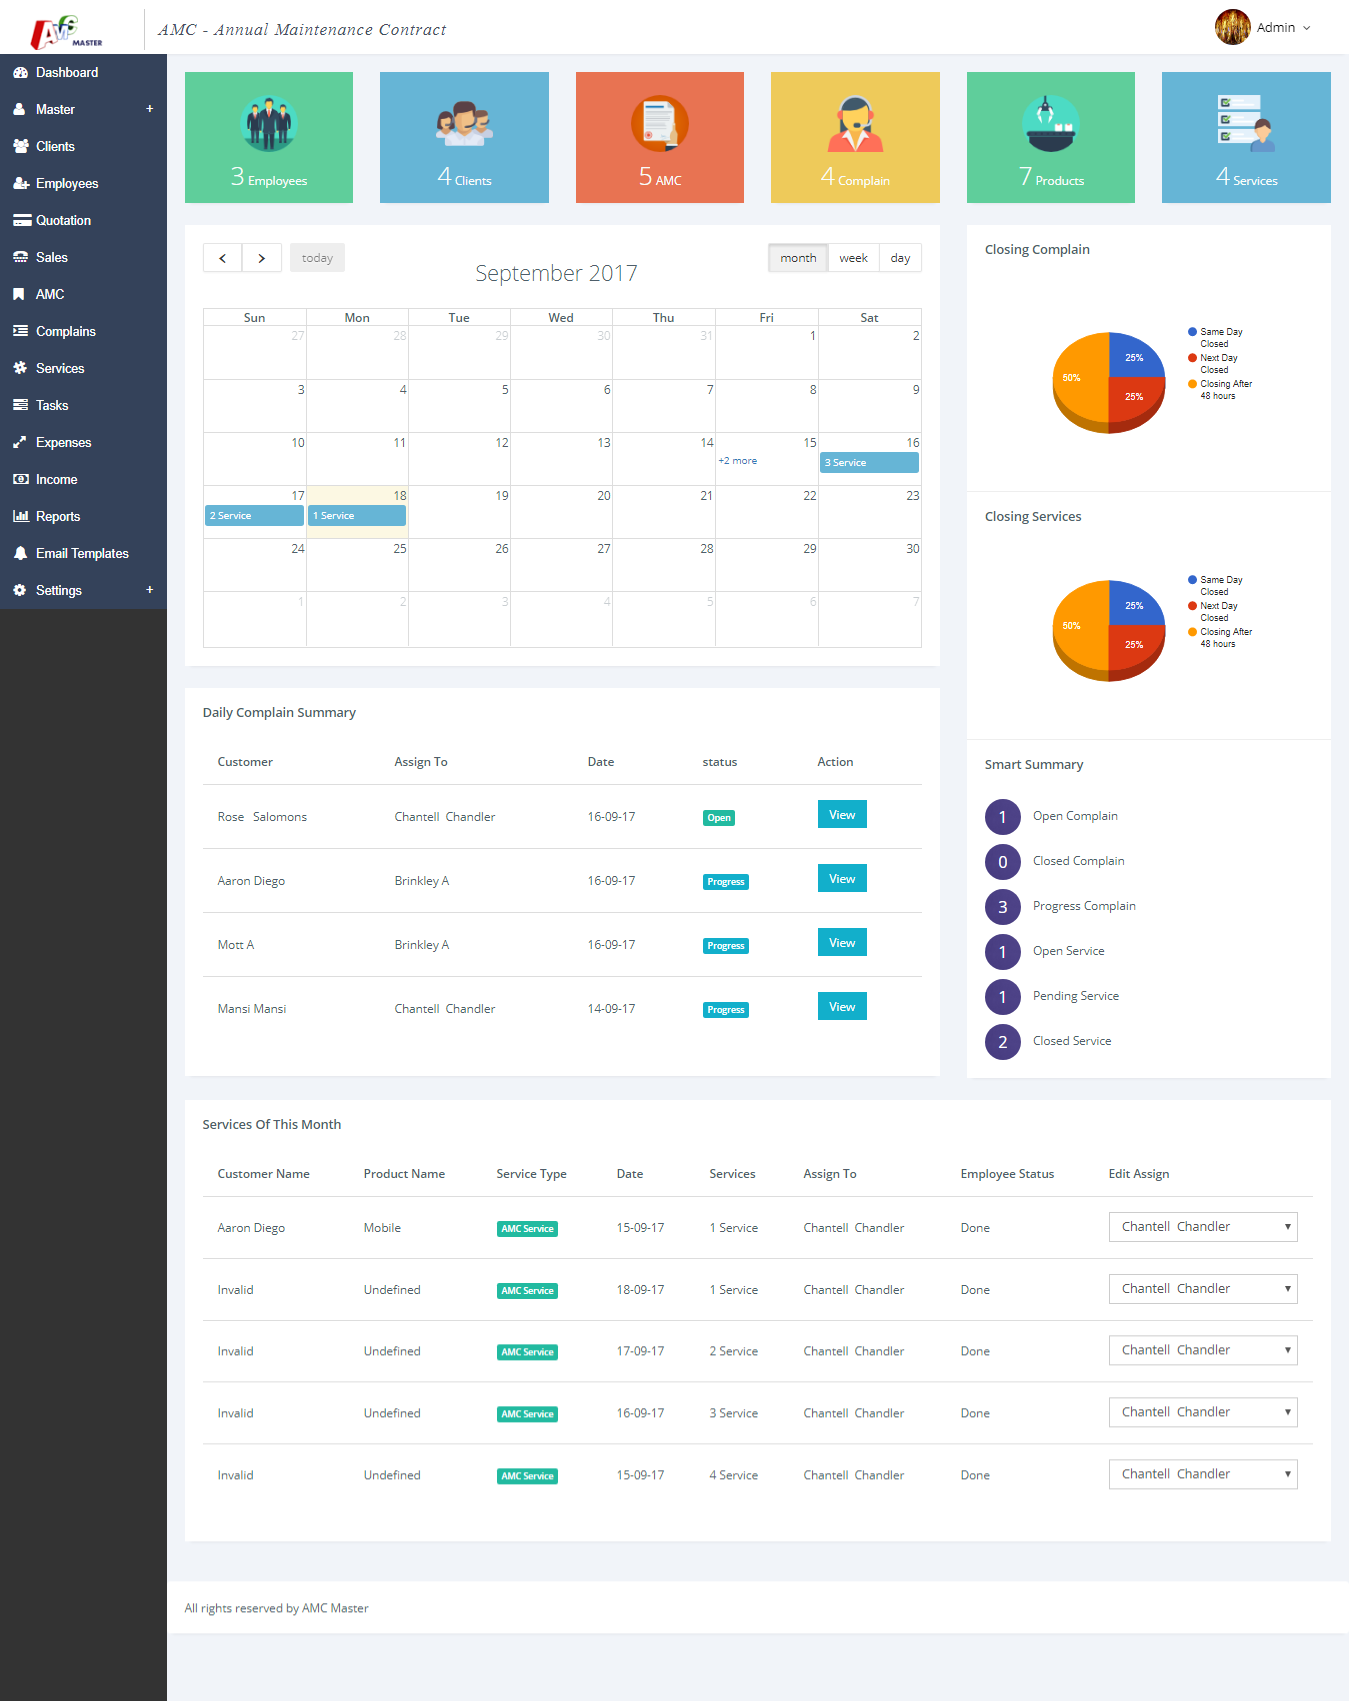 AMC MASTER
AMC - Annual Maintenance Contract
Admin
Dashboard
Master +
Clients
Employees
Quotation
Sales
AMC
Complains
Services
Tasks
Expenses
Income
Reports
Email Templates
Settings +
3 Employees
4 Clients
5 AMC
4 Complain
7 Products
4 Services
today
September 2017
month week day
Sun Mon Tue Wed Thu Fri Sat
27 28 29 30 31 1 2
3 4 5 6 7 8 9
10 11 12 13 14 15 16
+2 more 3 Service
17 18 19 20 21 22 23
2 Service 1 Service
24 25 26 27 28 29 30
1 2 3 4 5 6 7
Closing Complain
25%
50%
25%
Same Day
Closed
Next Day
Closed
Closing After
48 hours
Closing Services
25%
50%
25%
Same Day
Closed
Next Day
Closed
Closing After
48 hours
Daily Complain Summary
Customer Assign To Date status Action
Rose Salomons Chantell Chandler 16-09-17 Open View
Aaron Diego Brinkley A 16-09-17 Progress View
Mott A Brinkley A 16-09-17 Progress View
Mansi Mansi Chantell Chandler 14-09-17 Progress View
Smart Summary
1 Open Complain
0 Closed Complain
3 Progress Complain
1 Open Service
1 Pending Service
2 Closed Service
Services Of This Month
Customer Name Product Name Service Type Date Services Assign To Employee Status Edit Assign
Aaron Diego Mobile AMC Service 15-09-17 1 Service Chantell Chandler Done Chantell Chandler
Invalid Undefined AMC Service 18-09-17 1 Service Chantell Chandler Done Chantell Chandler
Invalid Undefined AMC Service 17-09-17 2 Service Chantell Chandler Done Chantell Chandler
Invalid Undefined AMC Service 16-09-17 3 Service Chantell Chandler Done Chantell Chandler
Invalid Undefined AMC Service 15-09-17 4 Service Chantell Chandler Done Chantell Chandler
All rights reserved by AMC Master